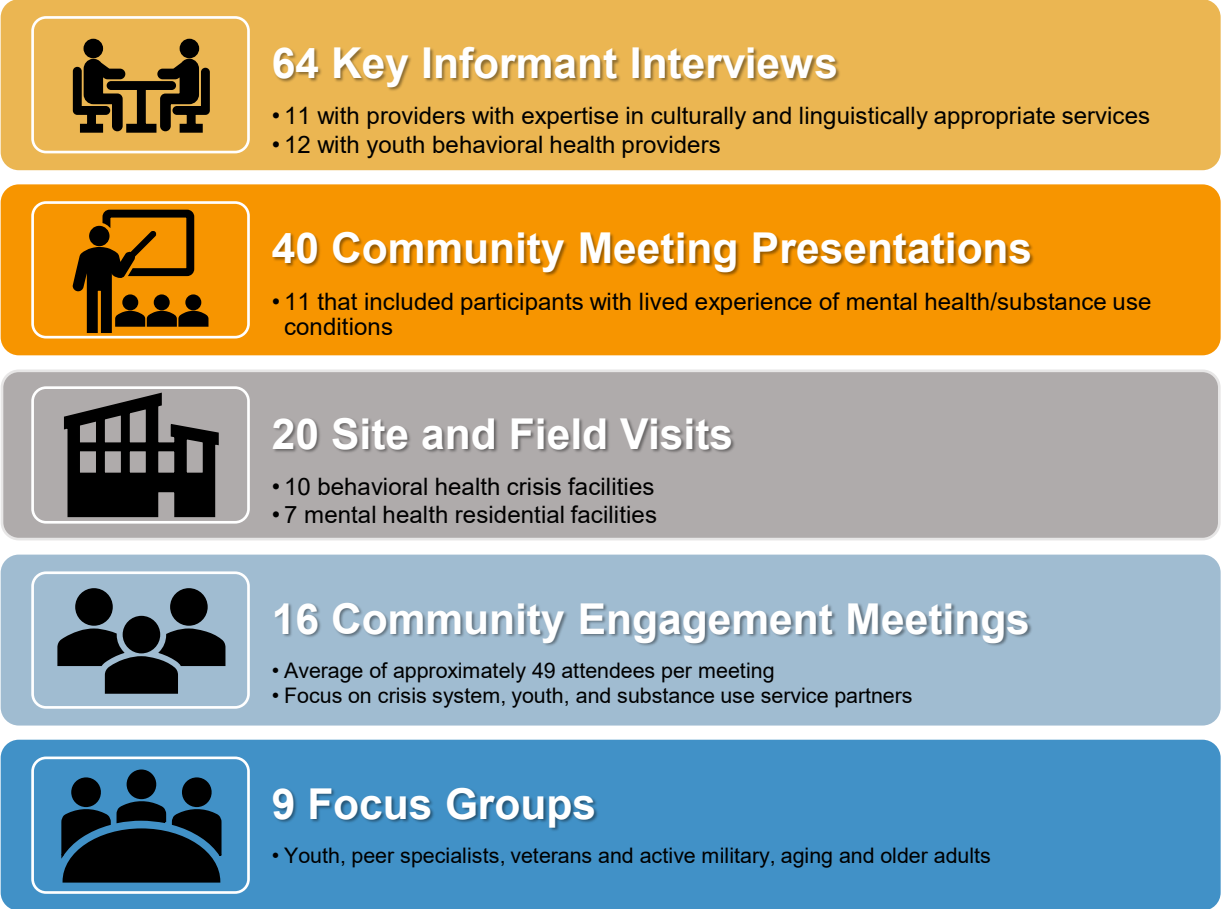 64 Key Informant Interviews
• 11 with providers with expertise in culturally and linguistically appropriate services
• 12 with youth behavioral health providers
40 Community Meeting Presentations
• 11 that included participants with lived experience of mental health/substance use
conditions
20 Site and Field Visits
• 10 behavioral health crisis facilities
• 7 mental health residential facilities
16 Community Engagement Meetings
• Average of approximately 49 attendees per meeting
• Focus on crisis system, youth, and substance use service partners
9 Focus Groups
• Youth, peer specialists, veterans and active military, aging and older adults